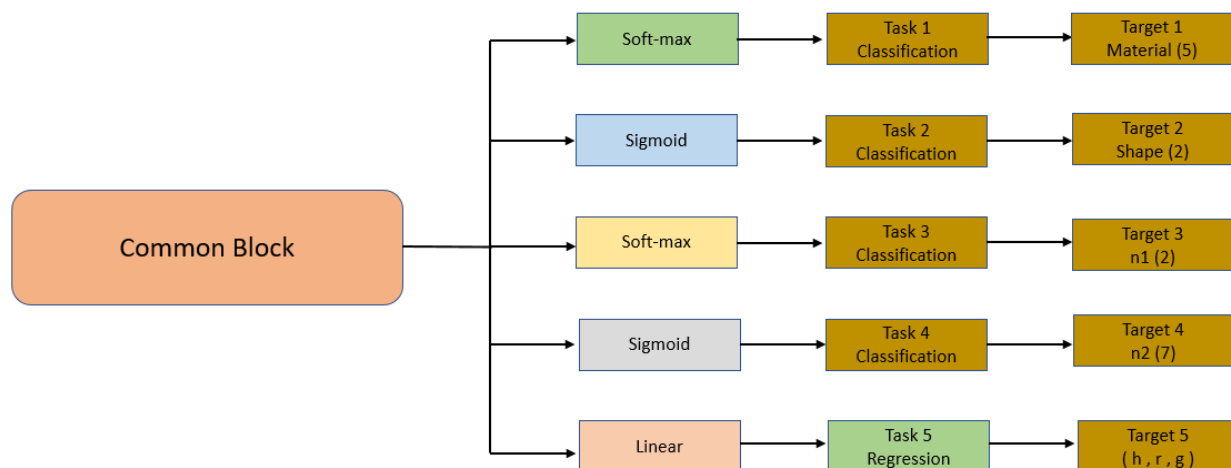 Soft-max
Task 1
Classification
Target 1
Material (5)
Sigmoid
Task 2
Classification
Target 2
Shape (2)
Common Block
Soft-max
Task 3
Classification
Target 3
n1 (2)
Sigmoid
Task 4
Classification
Target 4
n2 (7)
Linear
Task 5
Regression
Target 5
( h , r , g )